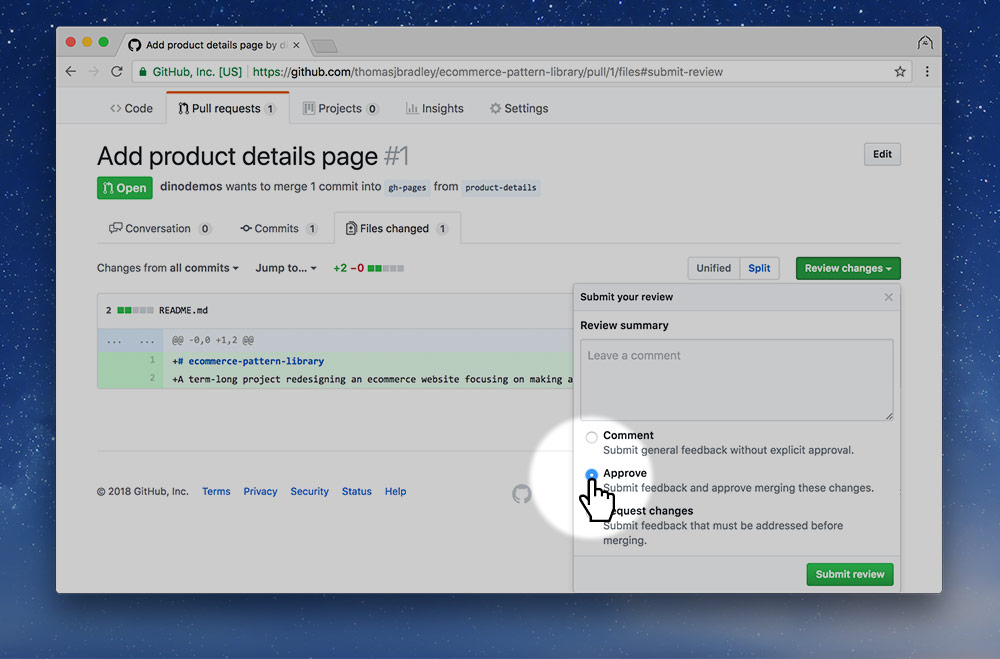 Add product details page by d
GitHub, Inc. [US] https://github.com/thomasjbradley/ecommerce-pattern-library/pull/1/files#submit-review
Code Pull requests 1 Projects 0 Insights Settings
Add product details page #1
Edit
Open dinodemos wants to merge 1 commit into gh-pages from product-details
Conversation 0 Commits 1 Files changed 1
Changes from all commits Jump to... +2 −0 Unified Split Review changes
Submit your review
2 README.md
Review summary
... ... @@ -0,0 +1,2 @@
Leave a comment
1 +# ecommerce-pattern-library
2 +A term-long project redesigning an ecommerce website focusing on making a
Comment
Submit general feedback without explicit approval.
Approve
Submit feedback and approve merging these changes.
© 2018 GitHub, Inc. Terms Privacy Security Status Help
equest changes
Submit feedback that must be addressed before
merging.
Submit review